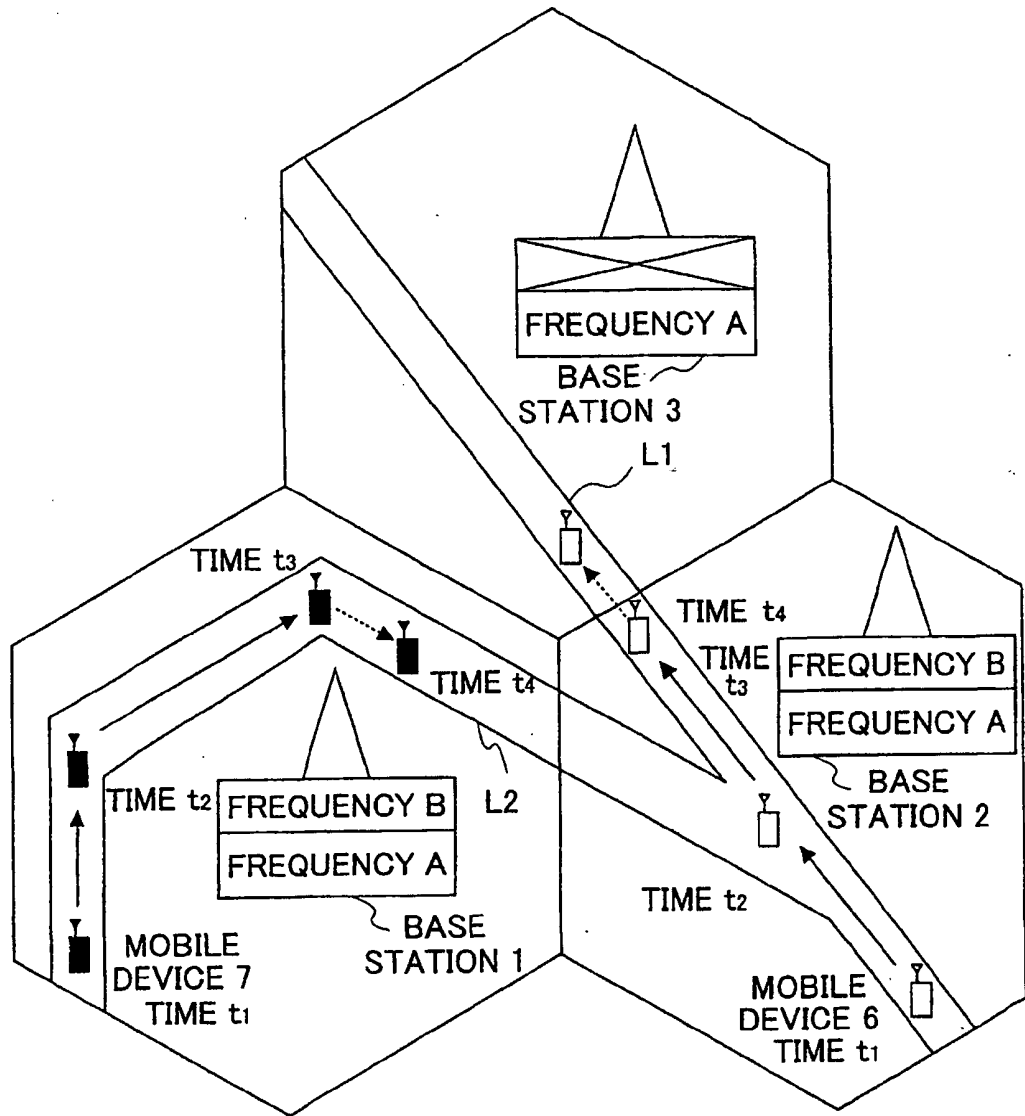 FREQUENCY A
BASE
STATION 3
L1
TIME t3
TIME t4
TIME
t3
FREQUENCY B
FREQUENCY A
BASE
STATION 2
TIME t4
L2
TIME t2
FREQUENCY B
FREQUENCY A
BASE
STATION 1
TIME t2
MOBILE
DEVICE 7
TIME t1
MOBILE
DEVICE 6
TIME t1